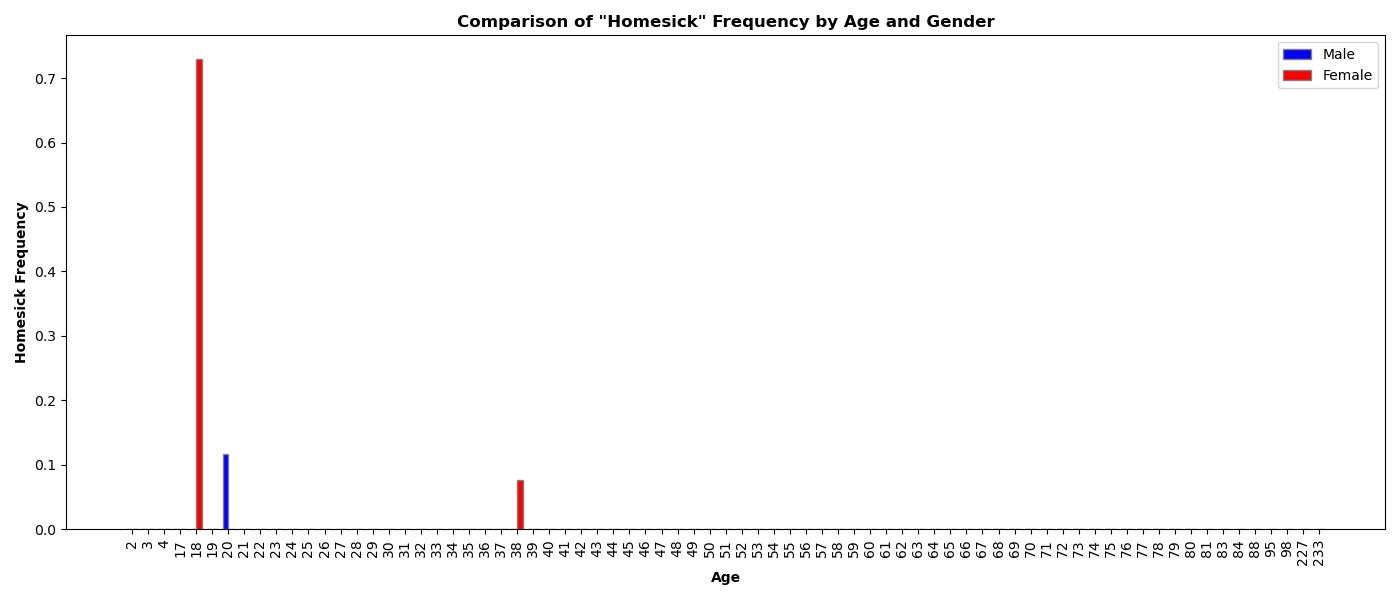 Comparison of "Homesick" Frequency by Age and Gender
Male
Female
Homesick Frequency
0.7
0.6
0.5
0.4
0.3
0.2
0.1
0.0
2 3 4 17 18 19 20 21 22 23 24 25 26 27 28 29 30 31 32 33 34 35 36 37 38 39 40 41 42 43 44 45 46 47 48 49 50 51 52 53 54 55 56 57 58 59 60 61 62 63 64 65 66 67 68 69 70 71 72 73 74 75 76 77 78 79 80 81 83 84 88 95 98 227 233
Age